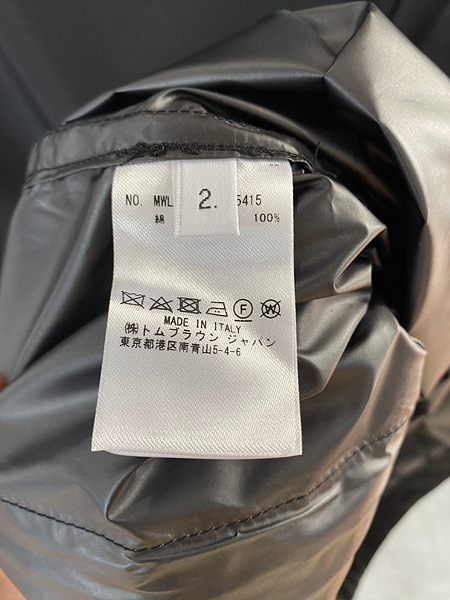 NO. MWL 2. 5415
綿 100%
F W
MADE IN ITALY
(株)トムブラウン ジャパン
東京都港区南青山5-4-6